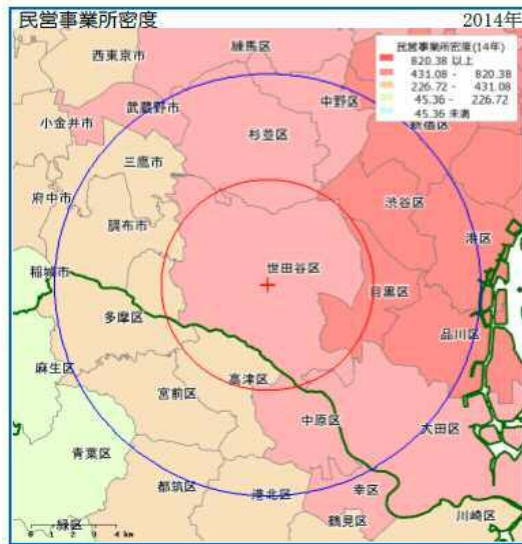 民営事業所密度 2014年
民営事業所密度(14年)
820.38 以上
431.08 - 820.38
226.72 - 431.08
45.36 - 226.72
45.36 未満
西東京市
練馬区
武蔵野市
中野区
小金井市
杉並区
新宿区
三鷹市
府中市
渋谷区
調布市
港区
稲城市
世田谷区
目黒区
多摩区
品川区
麻生区
高津区
宮前区
中原区
大田区
青葉区
都筑区
港北区
幸区
緑区
鶴見区
川崎区
0 1 2 3 4 km